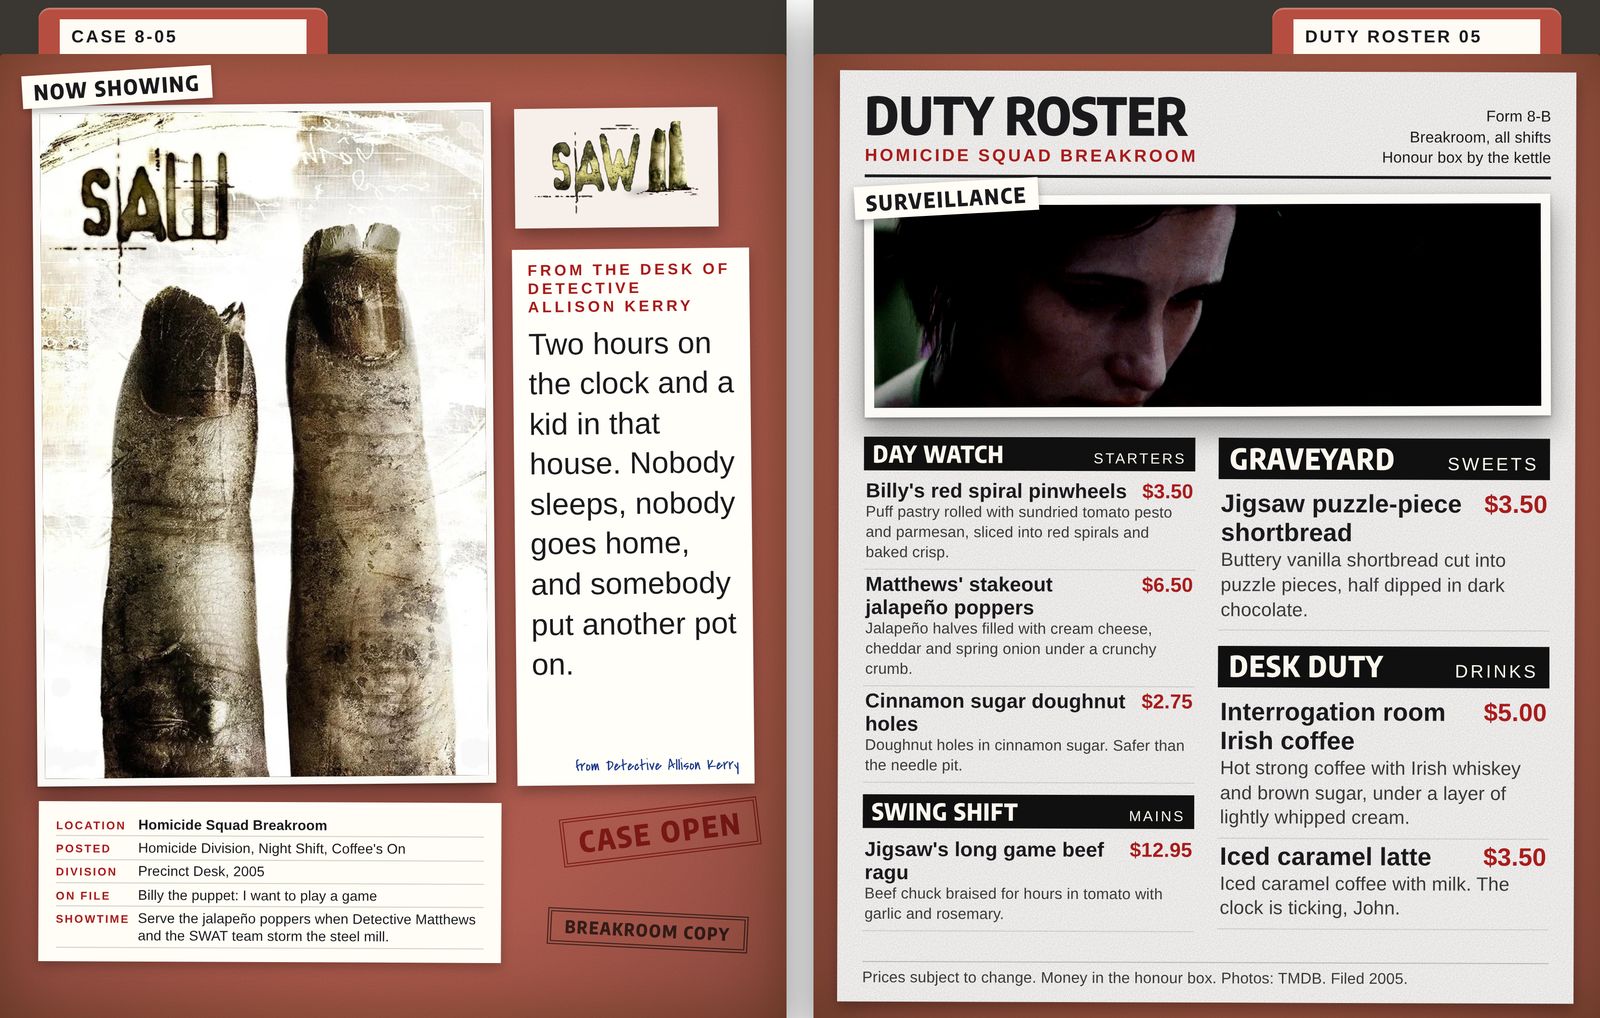 CASE 8-05
NOW SHOWING
SAW
SAW II
FROM THE DESK OF
DETECTIVE
ALLISON KERRY
Two hours on
the clock and a
kid in that
house. Nobody
sleeps, nobody
goes home,
and somebody
put another pot
on.
from Detective Allison Kerry
LOCATION Homicide Squad Breakroom
POSTED Homicide Division, Night Shift, Coffee's On
DIVISION Precinct Desk, 2005
ON FILE Billy the puppet: I want to play a game
SHOWTIME Serve the jalapeño poppers when Detective Matthews
and the SWAT team storm the steel mill.
CASE OPEN
BREAKROOM COPY
DUTY ROSTER 05
DUTY ROSTER
HOMICIDE SQUAD BREAKROOM
Form 8-B
Breakroom, all shifts
Honour box by the kettle
SURVEILLANCE
DAY WATCH STARTERS
Billy's red spiral pinwheels $3.50
Puff pastry rolled with sundried tomato pesto
and parmesan, sliced into red spirals and
baked crisp.
Matthews' stakeout $6.50
jalapeño poppers
Jalapeño halves filled with cream cheese,
cheddar and spring onion under a crunchy
crumb.
Cinnamon sugar doughnut $2.75
holes
Doughnut holes in cinnamon sugar. Safer than
the needle pit.
SWING SHIFT MAINS
Jigsaw's long game beef $12.95
ragu
Beef chuck braised for hours in tomato with
garlic and rosemary.
GRAVEYARD SWEETS
Jigsaw puzzle-piece $3.50
shortbread
Buttery vanilla shortbread cut into
puzzle pieces, half dipped in dark
chocolate.
DESK DUTY DRINKS
Interrogation room $5.00
Irish coffee
Hot strong coffee with Irish whiskey
and brown sugar, under a layer of
lightly whipped cream.
Iced caramel latte $3.50
Iced caramel coffee with milk. The
clock is ticking, John.
Prices subject to change. Money in the honour box. Photos: TMDB. Filed 2005.